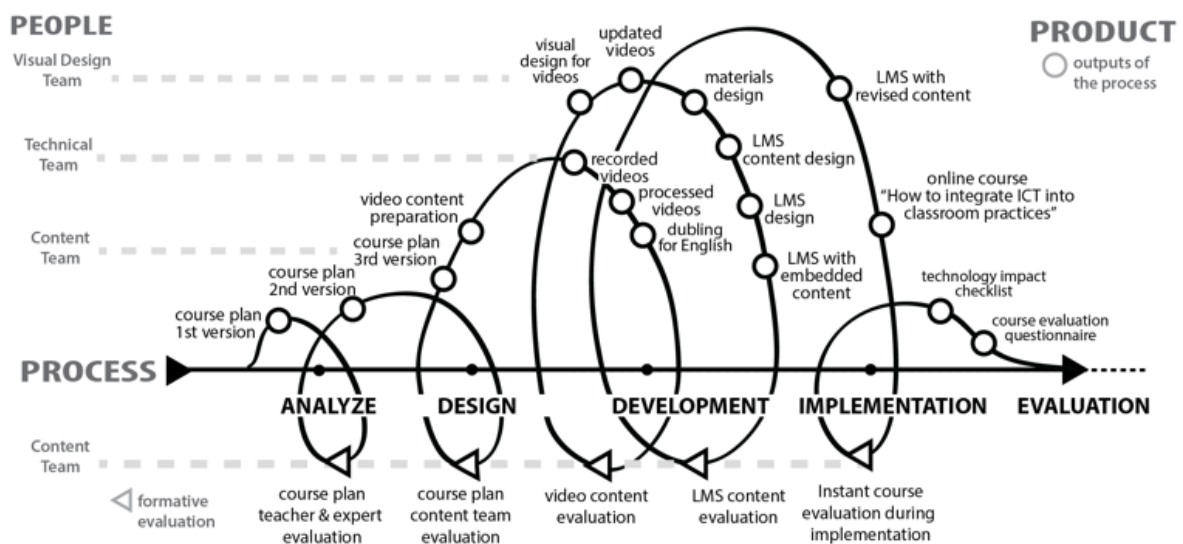 PEOPLE
Visual Design
Team
Technical
Team
Content
Team
PRODUCT
outputs of
the process
visual
design for
videos
updated
videos
materials
design
LMS
content design
LMS
design
LMS with
embedded
content
LMS with
revised content
online course
“How to integrate ICT into
classroom practices”
recorded
videos
processed
videos
dubling
for English
video content
preparation
course plan
3rd version
course plan
2nd version
course plan
1st version
technology impact
checklist
course evaluation
questionnaire
PROCESS
ANALYZE
DESIGN
DEVELOPMENT
IMPLEMENTATION
EVALUATION
Content
Team
formative
evaluation
course plan
teacher & expert
evaluation
course plan
content team
evaluation
video content
evaluation
LMS content
evaluation
Instant course
evaluation during
implementation